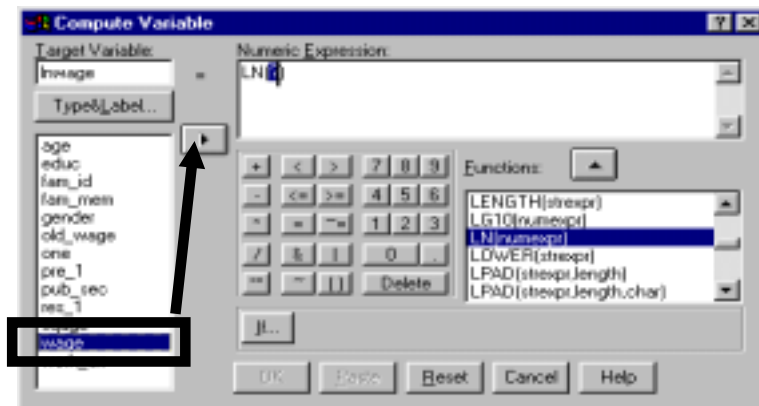 Compute Variable
Target Variable:
lnwage
=
Numeric Expression:
LN(?)
Type&Label...
age
educ
fam_id
fam_mem
gender
old_wage
one
pre_1
pub_sec
res_1
wage
+ < > 7 8 9
- <= >= 4 5 6
* = ~= 1 2 3
/ & | 0 .
** ~ () Delete
Functions:
LENGTH(strexpr)
LG10(numexpr)
LN(numexpr)
LOWER(strexpr)
LPAD(strexpr,length)
LPAD(strexpr,length,char)
If...
OK Paste Reset Cancel Help